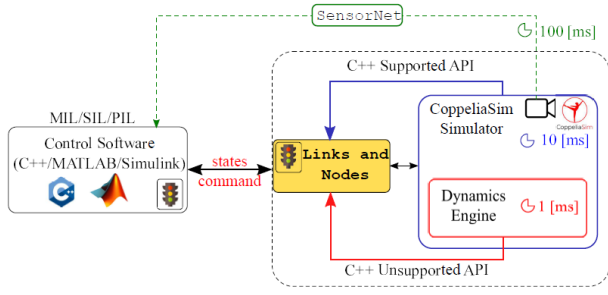 SensorNet
100 [ms]
C++ Supported API
MIL/SIL/PIL
Control Software
(C++/MATLAB/Simulink)
C++
states
command
Links and
Nodes
CoppeliaSim
Simulator
CoppeliaSim
10 [ms]
Dynamics
Engine
1 [ms]
C++ Unsupported API